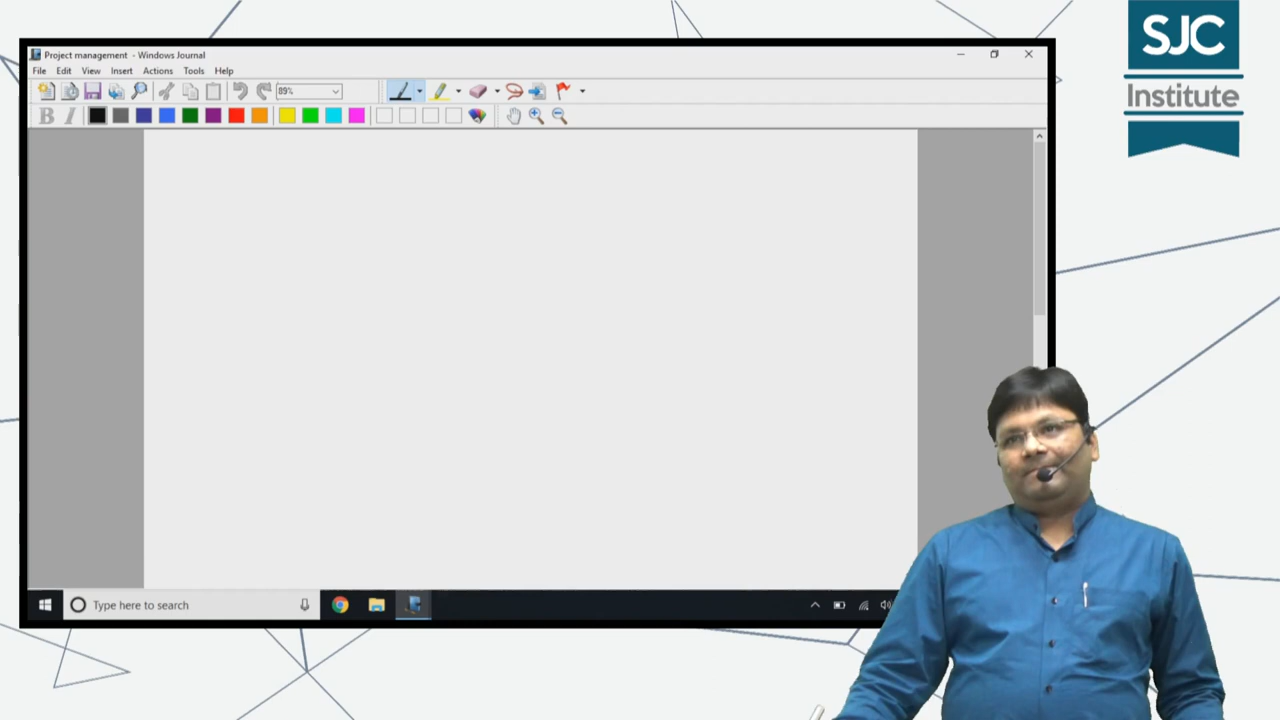 Project management - Windows Journal
File Edit View Insert Actions Tools Help
89%
B I
Type here to search
SJC
Institute